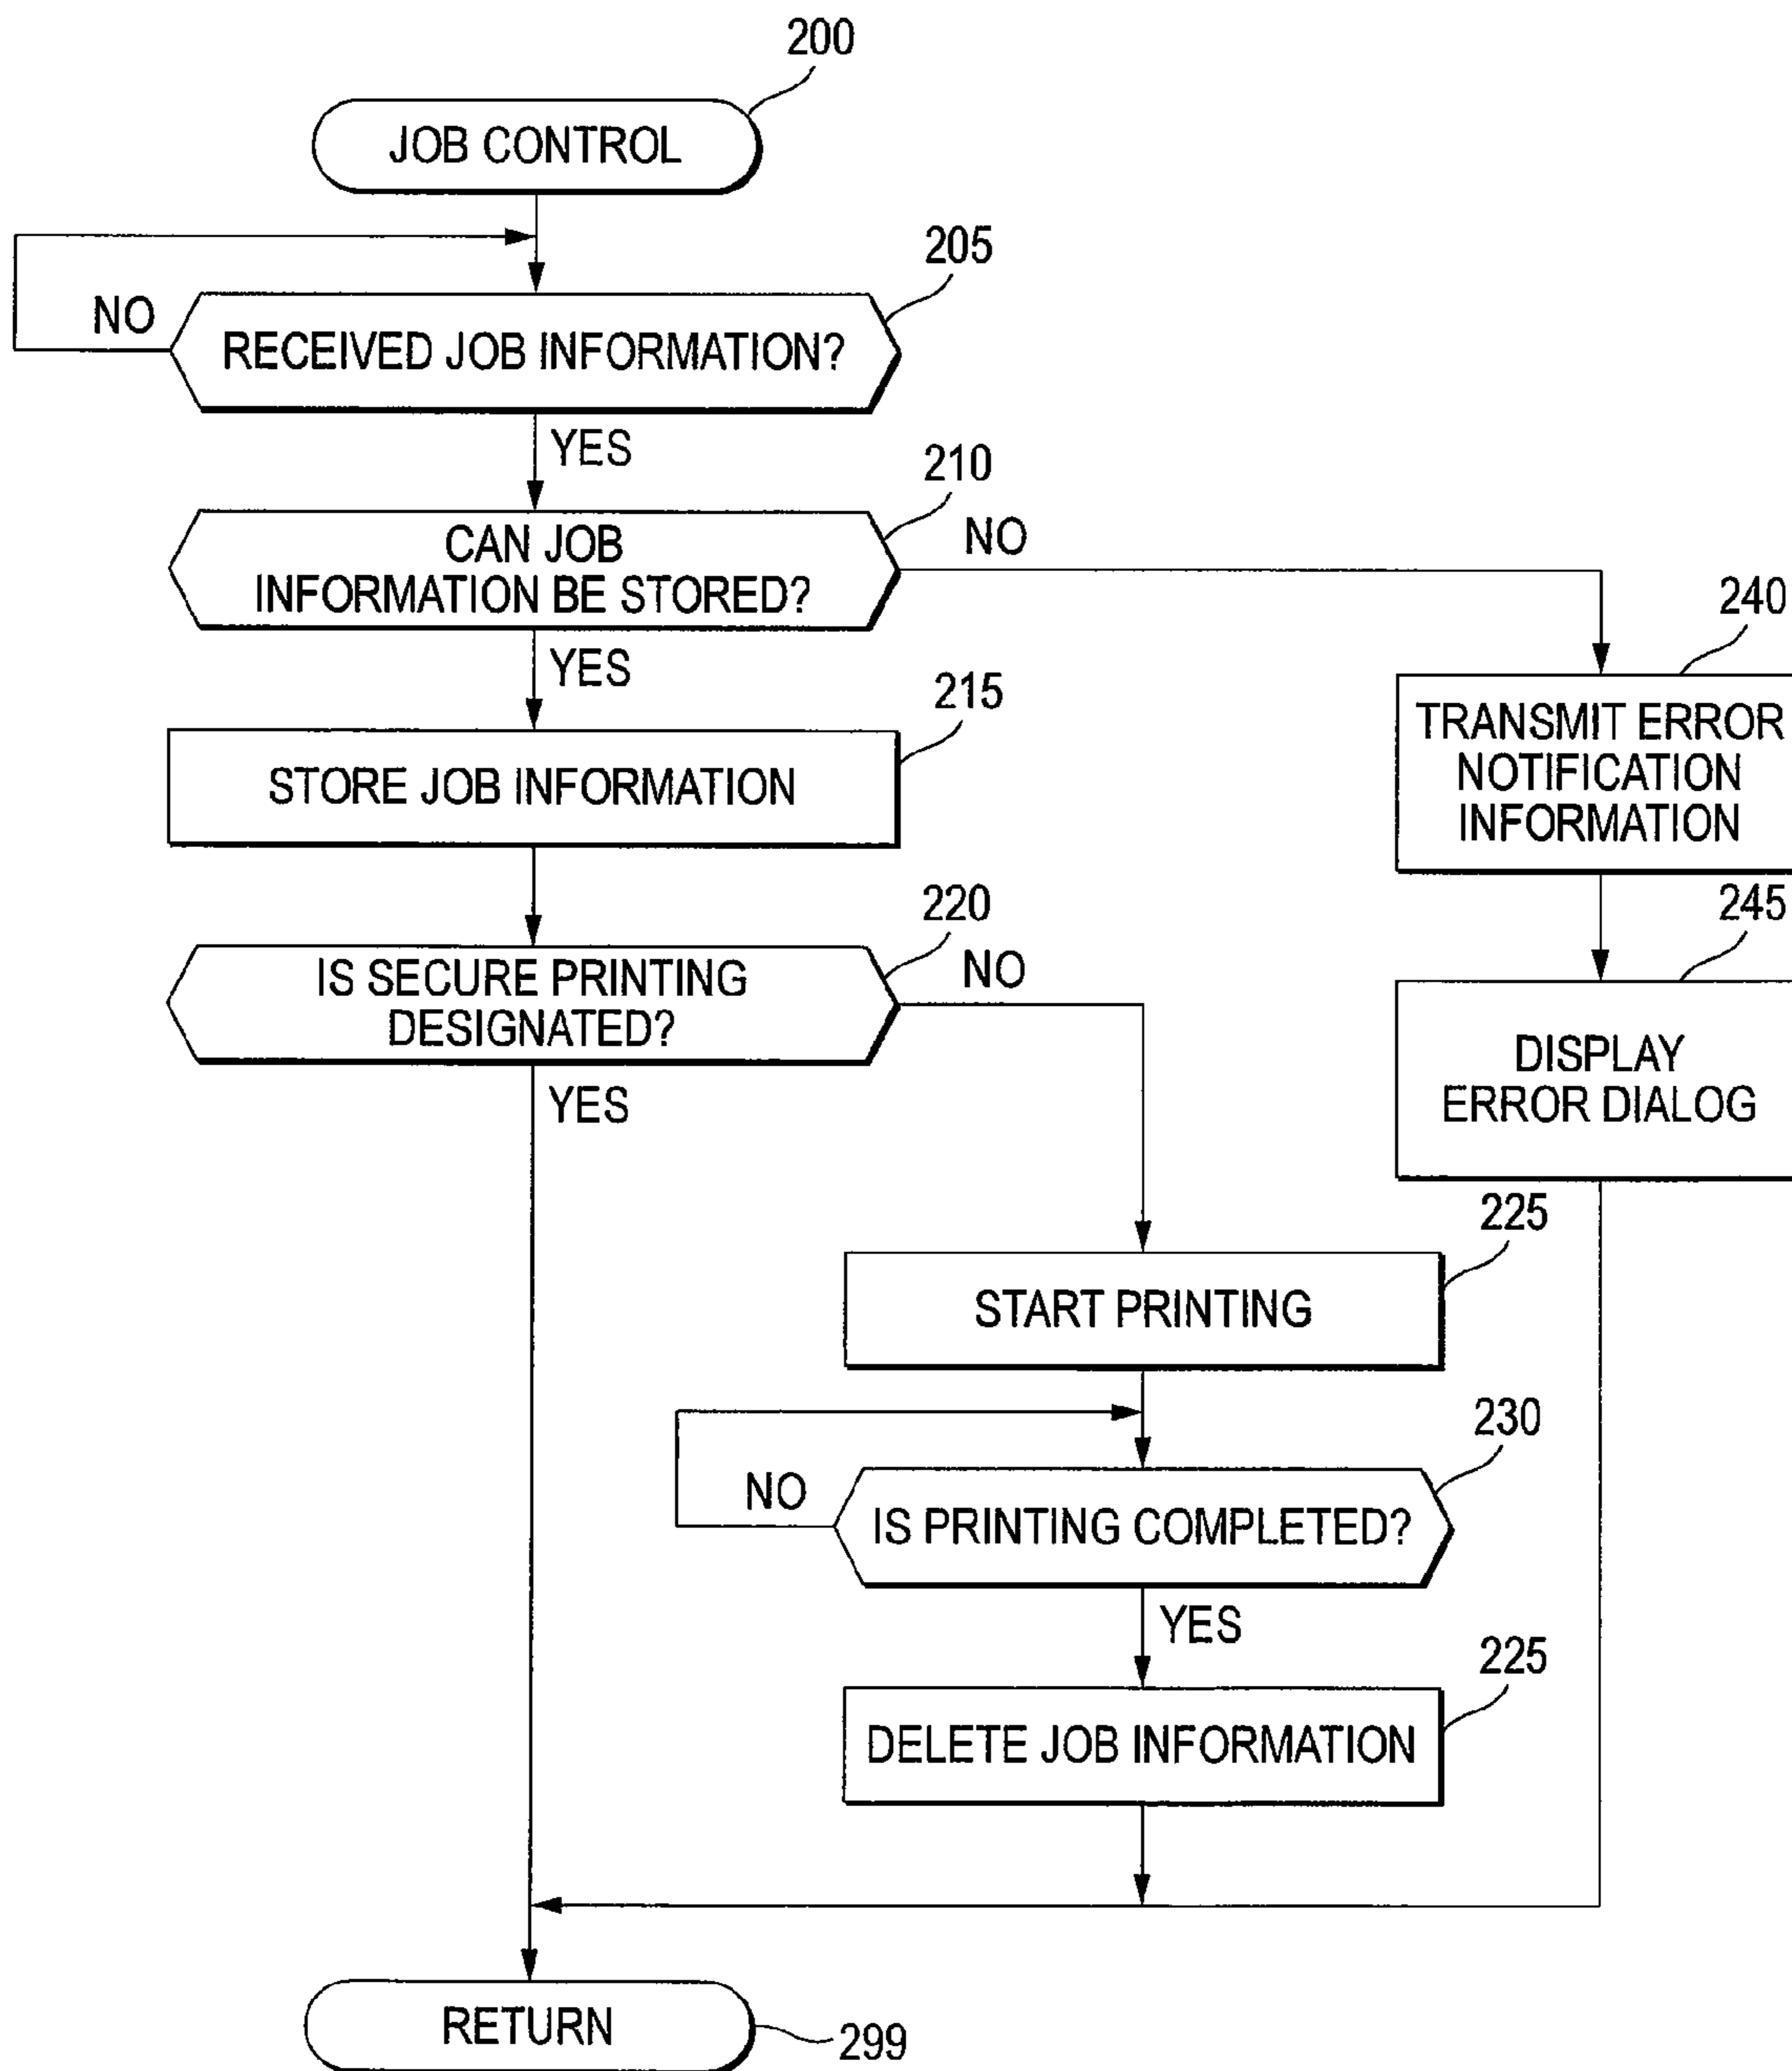 200
JOB CONTROL
205
NO
RECEIVED JOB INFORMATION?
YES
210
CAN JOB
INFORMATION BE STORED?
NO
YES
240
TRANSMIT ERROR
NOTIFICATION
INFORMATION
215
STORE JOB INFORMATION
220
IS SECURE PRINTING
DESIGNATED?
NO
YES
245
DISPLAY
ERROR DIALOG
225
START PRINTING
230
NO
IS PRINTING COMPLETED?
YES
225
DELETE JOB INFORMATION
RETURN
299